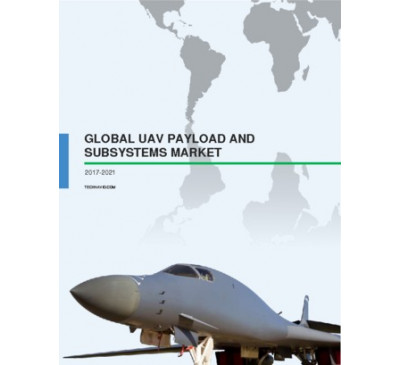 GLOBAL UAV PAYLOAD AND
SUBSYSTEMS MARKET
2017-2021